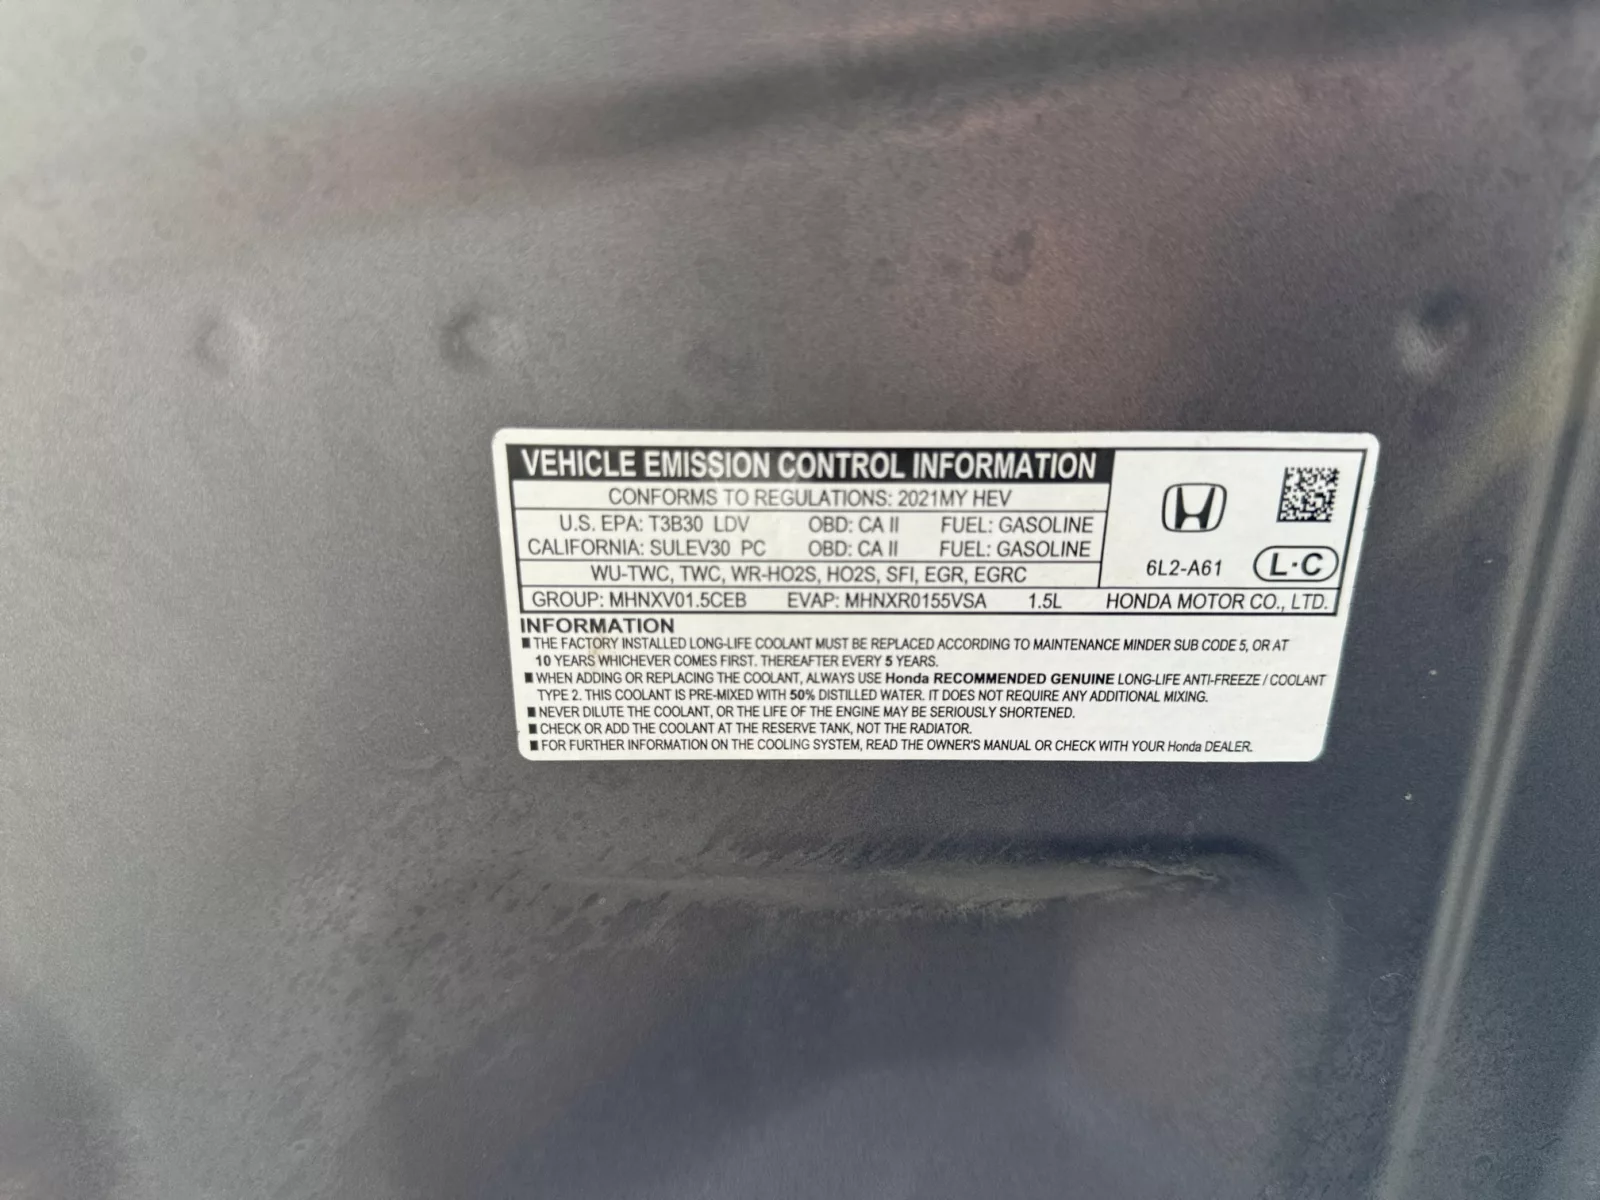 VEHICLE EMISSION CONTROL INFORMATION
CONFORMS TO REGULATIONS: 2021MY HEV
U.S. EPA: T3B30 LDV OBD: CA II FUEL: GASOLINE
CALIFORNIA: SULEV30 PC OBD: CA II FUEL: GASOLINE
WU-TWC, TWC, WR-HO2S, HO2S, SFI, EGR, EGRC
6L2-A61 L·C
GROUP: MHNXV01.5CEB EVAP: MHNXR0155VSA 1.5L HONDA MOTOR CO., LTD.
INFORMATION
■ THE FACTORY INSTALLED LONG-LIFE COOLANT MUST BE REPLACED ACCORDING TO MAINTENANCE MINDER SUB CODE 5, OR AT
10 YEARS WHICHEVER COMES FIRST. THEREAFTER EVERY 5 YEARS.
■ WHEN ADDING OR REPLACING THE COOLANT, ALWAYS USE Honda RECOMMENDED GENUINE LONG-LIFE ANTI-FREEZE / COOLANT
TYPE 2. THIS COOLANT IS PRE-MIXED WITH 50% DISTILLED WATER. IT DOES NOT REQUIRE ANY ADDITIONAL MIXING.
■ NEVER DILUTE THE COOLANT, OR THE LIFE OF THE ENGINE MAY BE SERIOUSLY SHORTENED.
■ CHECK OR ADD THE COOLANT AT THE RESERVE TANK, NOT THE RADIATOR.
■ FOR FURTHER INFORMATION ON THE COOLING SYSTEM, READ THE OWNER'S MANUAL OR CHECK WITH YOUR Honda DEALER.